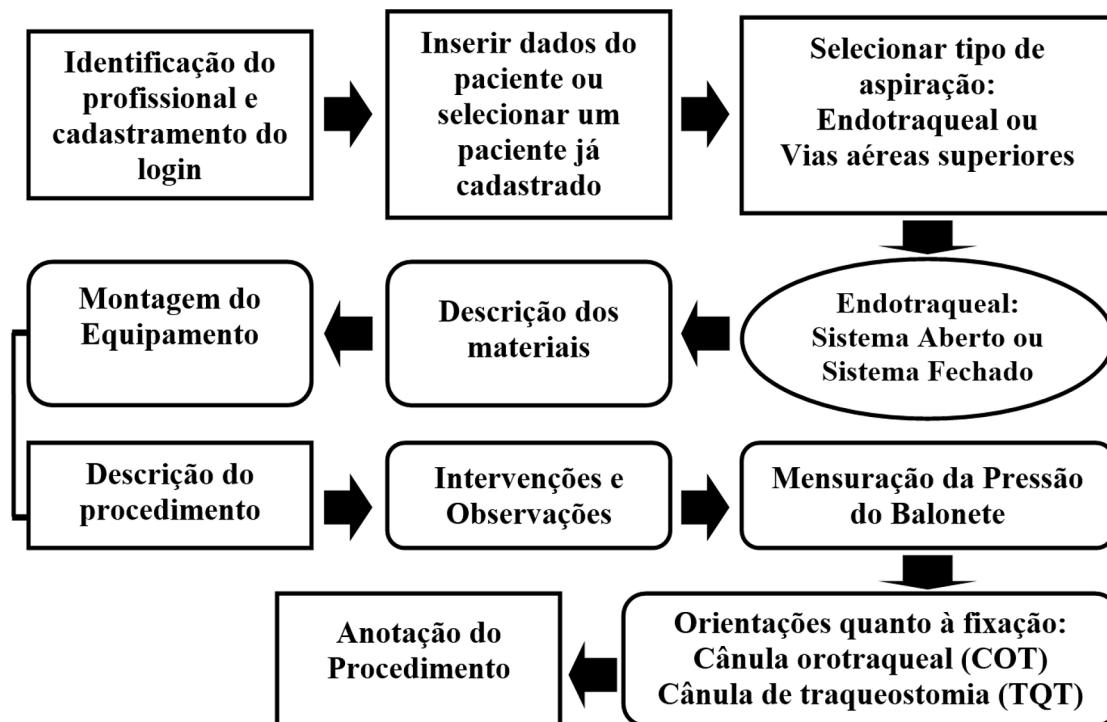 Identificação do
profissional e
cadastramento do
login
Inserir dados do
paciente ou
selecionar um
paciente já
cadastrado
Selecionar tipo de
aspiração:
Endotraqueal ou
Vias aéreas superiores
Endotraqueal:
Sistema Aberto ou
Sistema Fechado
Descrição dos
materiais
Montagem do
Equipamento
Descrição do
procedimento
Intervenções e
Observações
Mensuração da Pressão
do Balonete
Orientações quanto à fixação:
Cânula orotraqueal (COT)
Cânula de traqueostomia (TQT)
Anotação do
Procedimento